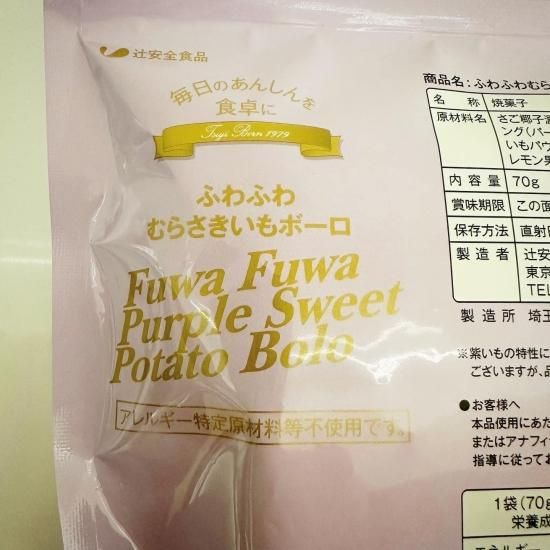 辻安全食品
毎日のあんしんを
食卓に
Tsuji Bern 1979
ふわふわ
むらさきいもボーロ
Fuwa Fuwa
Purple Sweet
Potato Bolo
アレルギー特定原材料等不使用です。
商品名:ふわふわむら
名 称 焼菓子
原材料名 さご椰子澱
ング(パー
いもパウ
レモン果
内容量 70g
賞味期限 この面
保存方法 直射日
製造者 辻安
東京
TEL
製造所 埼玉
※紫いもの特性に
ございますが、品
●お客様へ
本品使用にあた
またはアナフィ
指導に従ってお
1袋(70g
栄養成
エネルギー